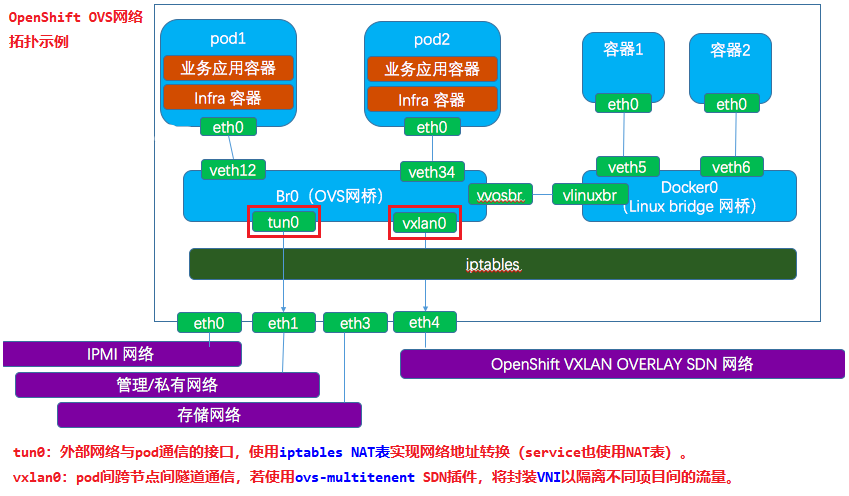 OpenShift OVS网络
拓扑示例
pod1
业务应用容器
Infra 容器
eth0
pod2
业务应用容器
Infra 容器
eth0
容器1
eth0
容器2
eth0
veth12
veth34
veth5
veth6
Br0（OVS网桥）
vvosbr
vlinuxbr
Docker0
（Linux bridge 网桥）
tun0
vxlan0
iptables
eth0
eth1
eth3
eth4
IPMI 网络
管理/私有网络
存储网络
OpenShift VXLAN OVERLAY SDN 网络
tun0: 外部网络与pod通信的接口，使用iptables NAT表实现网络地址转换（service也使用NAT表）。
vxlan0: pod间跨节点间隧道通信，若使用ovs-multitenent SDN插件，将封装VNI以隔离不同项目间的流量。